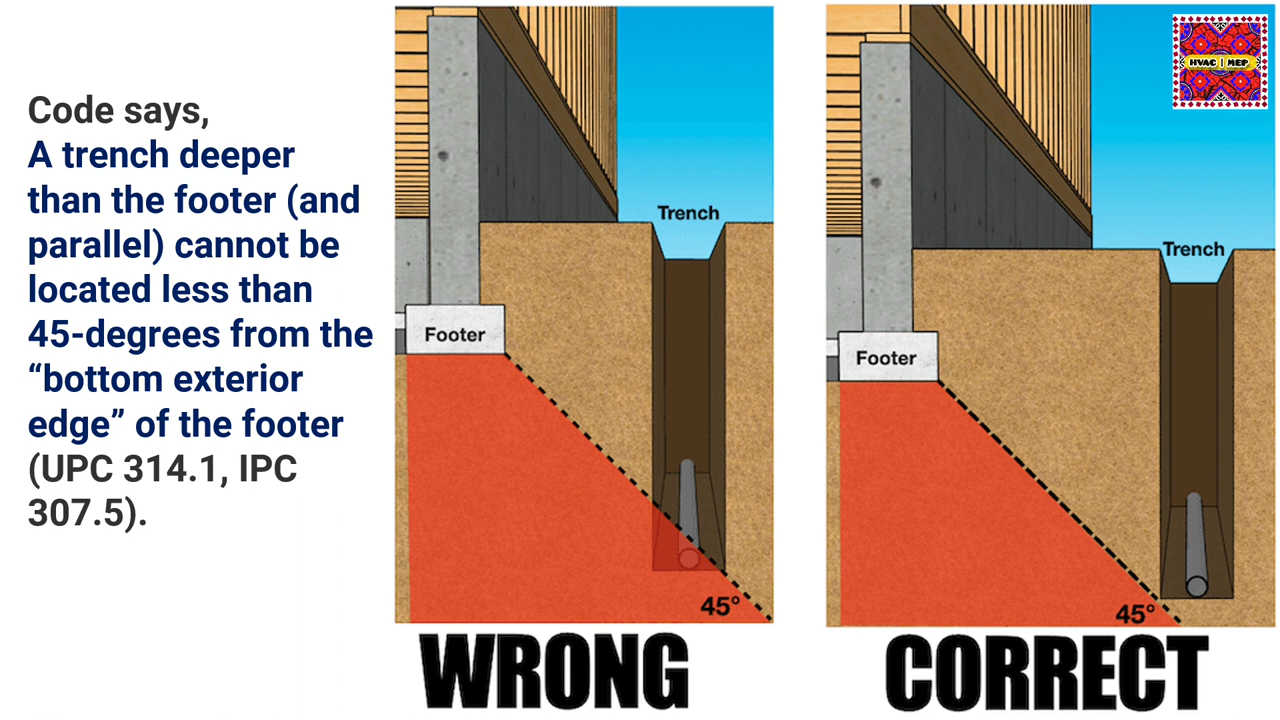 Code says,
A trench deeper
than the footer (and
parallel) cannot be
located less than
45-degrees from the
“bottom exterior
edge” of the footer
(UPC 314.1, IPC
307.5).
Trench
Footer
45°
WRONG
HVAC | MEP
Trench
Footer
45°
CORRECT